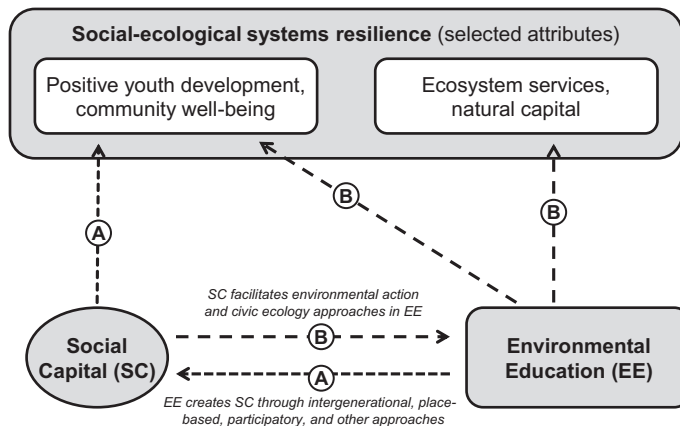 Social-ecological systems resilience (selected attributes)
Positive youth development,
community well-being
Ecosystem services,
natural capital
A
B
B
SC facilitates environmental action
and civic ecology approaches in EE
B
Social
Capital (SC)
Environmental
Education (EE)
A
EE creates SC through intergenerational, place-
based, participatory, and other approaches